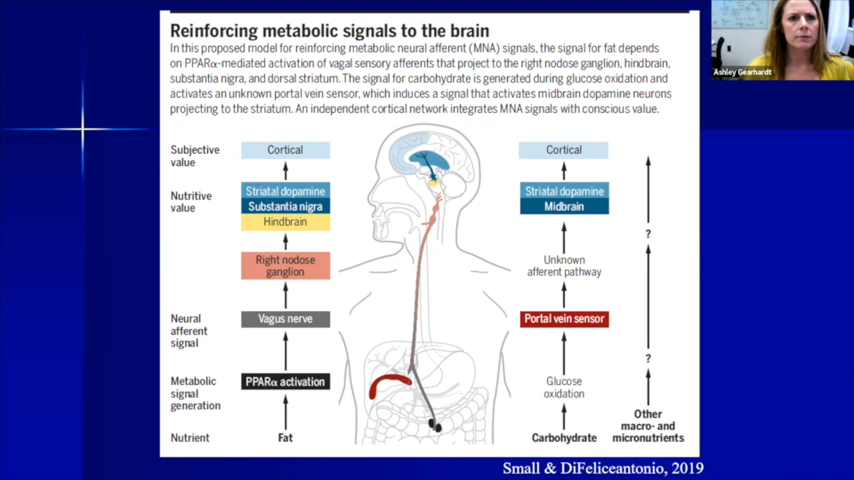 Reinforcing metabolic signals to the brain
In this proposed model for reinforcing metabolic neural afferent (MNA) signals, the signal for fat depends
on PPARα-mediated activation of vagal sensory afferents that project to the right nodose ganglion, hindbrain,
substantia nigra, and dorsal striatum. The signal for carbohydrate is generated during glucose oxidation and
activates an unknown portal vein sensor, which induces a signal that activates midbrain dopamine neurons
projecting to the striatum. An independent cortical network integrates MNA signals with conscious value.
Ashley Gearhardt
Subjective
value
Cortical
Cortical
Nutritive
value
Striatal dopamine
Substantia nigra
Hindbrain
Striatal dopamine
Midbrain
?
Right nodose
ganglion
Unknown
afferent pathway
Neural
afferent
signal
Vagus nerve
Portal vein sensor
?
Metabolic
signal
generation
PPARα activation
Glucose
oxidation
Nutrient
Fat
Carbohydrate
Other
macro- and
micronutrients
Small & DiFeliceantonio, 2019